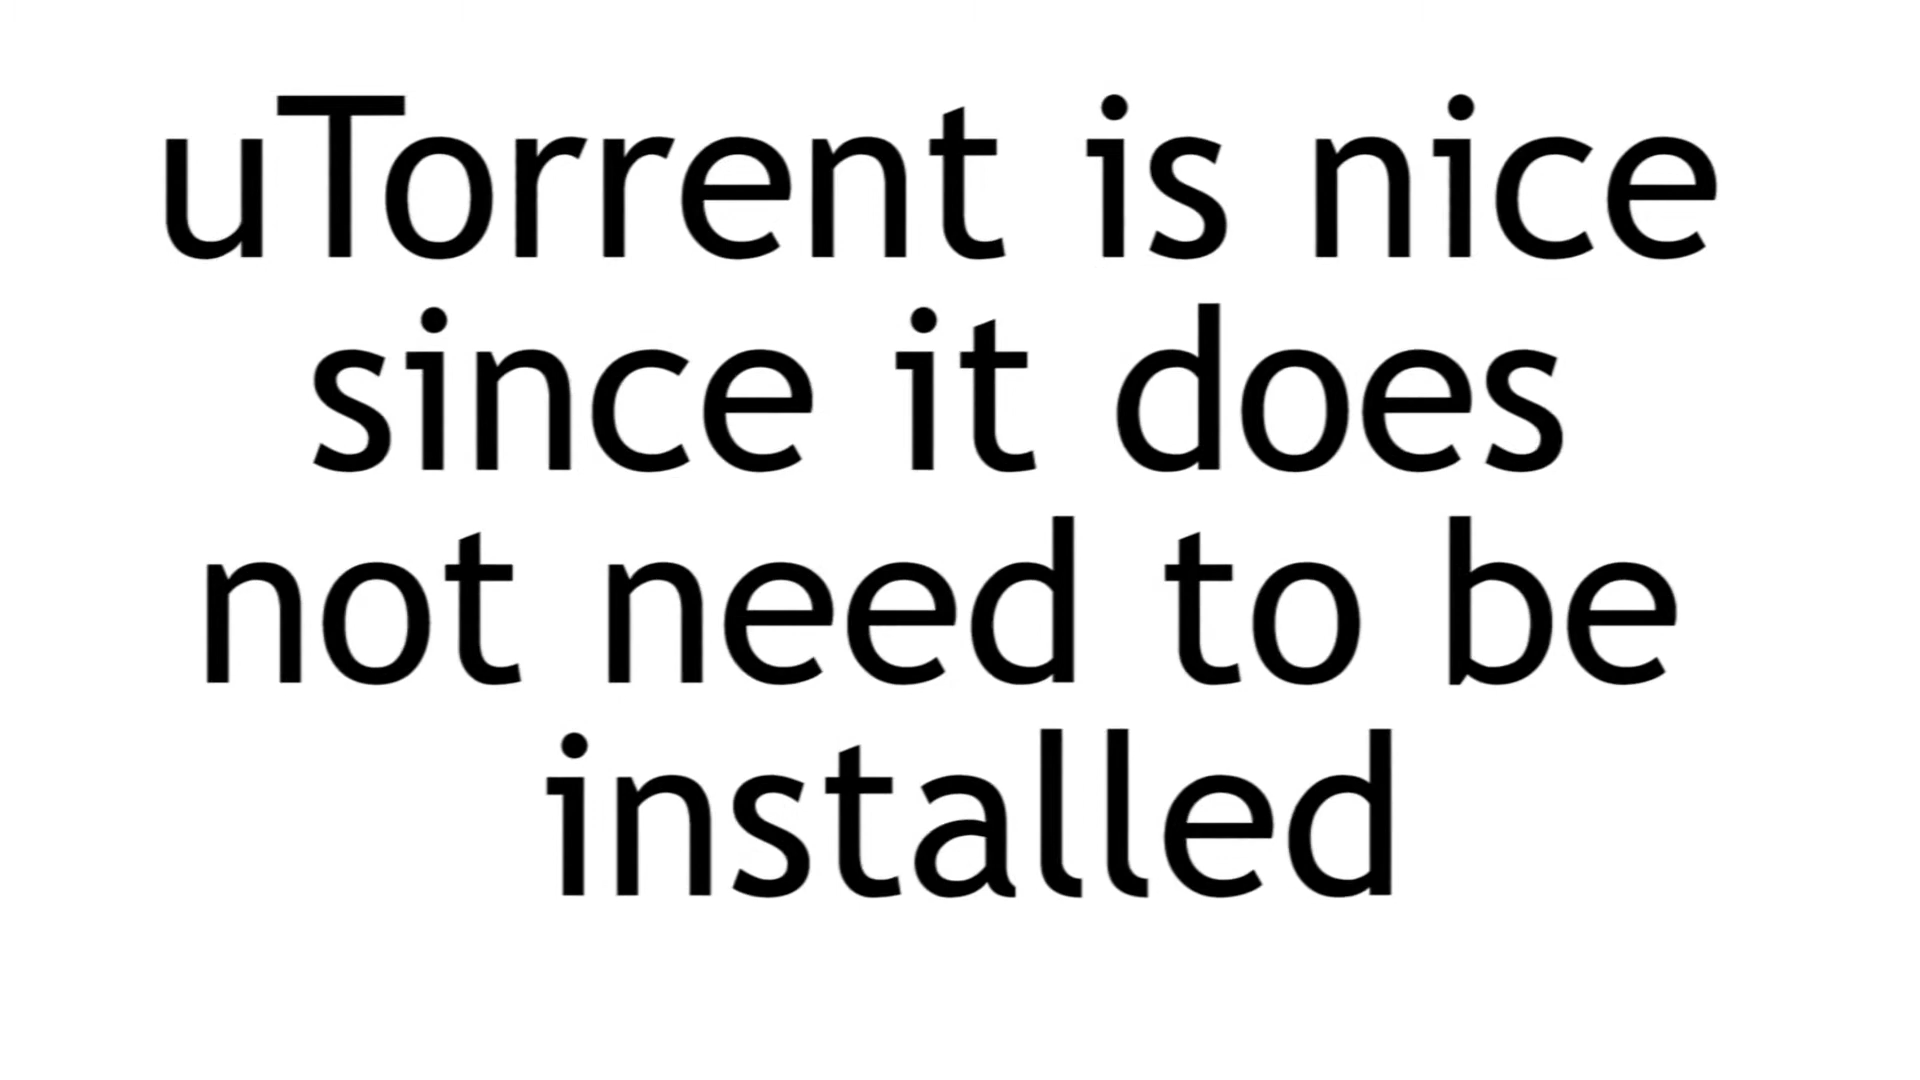 uTorrent is nice
since it does
not need to be
installed